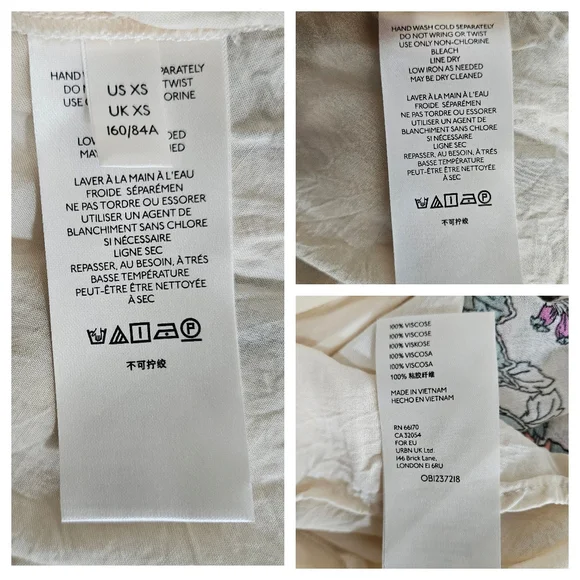 HAND
PARATELY
DO N
TWIST
USE O
ORINE
LOW
DED
MAY
NED
US XS
UK XS
160/84A
LAVER À LA MAIN À L'EAU
FROIDE SÉPARÉMEN
NE PAS TORDRE OU ESSORER
UTILISER UN AGENT DE
BLANCHIMENT SANS CHLORE
SI NÉCESSAIRE
LIGNE SEC
REPASSER, AU BESOIN, À TRÉS
BASSE TEMPÉRATURE
PEUT-ÊTRE ÊTRE NETTOYÉE
À SEC
P
不可拧绞
HAND WASH COLD SEPARATELY
DO NOT WRING OR TWIST
USE ONLY NON-CHLORINE
BLEACH
LINE DRY
LOW IRON AS NEEDED
MAY BE DRY CLEANED
LAVER À LA MAIN À L'EAU
FROIDE SÉPARÉMEN
NE PAS TORDRE OU ESSORER
UTILISER UN AGENT DE
BLANCHIMENT SANS CHLORE
SI NÉCESSAIRE
LIGNE SEC
REPASSER, AU BESOIN, À TRÉS
BASSE TEMPÉRATURE
PEUT-ÊTRE ÊTRE NETTOYÉE
À SEC
P
不可拧绞
100% VISCOSE
100% VISCOSE
100% VISKOSE
100% VISCOSA
100% VISCOSA
100% 粘胶纤维
MADE IN VIETNAM
HECHO EN VIETNAM
RN 66170
CA 32054
FOR EU
URBN UK Ltd.
146 Brick Lane,
LONDON E1 6RU
OB1237218